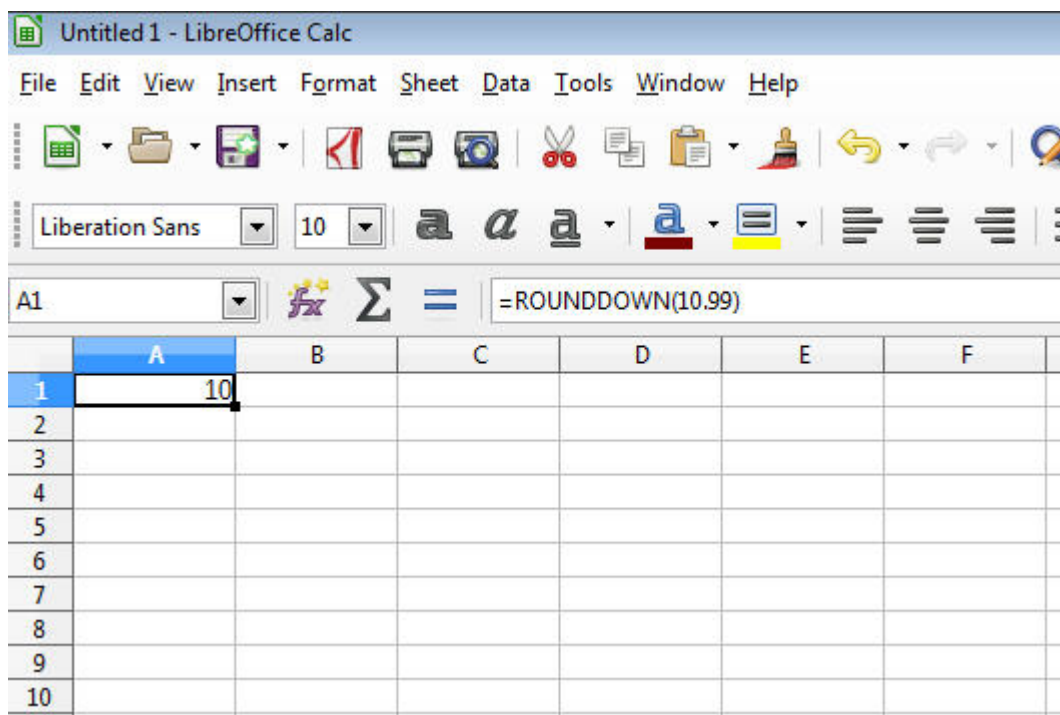 Untitled 1 - LibreOffice Calc
File Edit View Insert Format Sheet Data Tools Window Help
Liberation Sans 10 a a a a
A1 fx Σ = =ROUNDDOWN(10.99)
A B C D E F
1 10
2
3
4
5
6
7
8
9
10